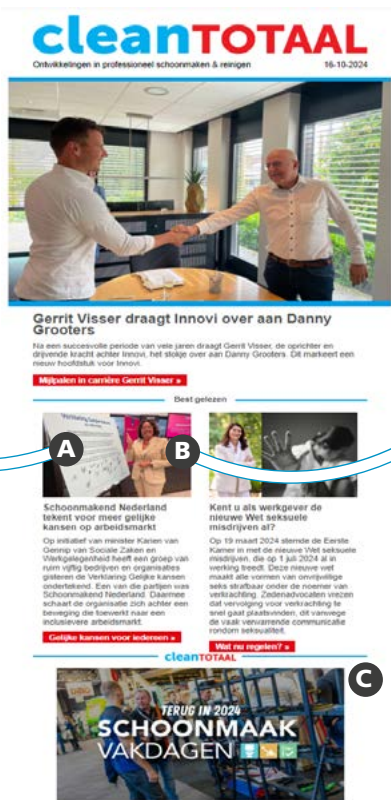 cleanTOTAAL
Ontwikkelingen in professioneel schoonmaken & reinigen 16-10-2024
Gerrit Visser draagt Innovi over aan Danny
Grooters
Na een succesvolle periode van vele jaren draagt Gerrit Visser, de oprichter en
drijvende kracht achter Innovi, het stokje over aan Danny Grooters. Dit markeert een
nieuw hoofdstuk voor Innovi.
Mijlpalen in carrière Gerrit Visser »
Best gelezen
A
B
Schoonmakend Nederland
tekent voor meer gelijke
kansen op arbeidsmarkt
Op initiatief van minister Karien van
Gennip van Sociale Zaken en
Werkgelegenheid heeft een groep van
ruim vijftig bedrijven en organisaties
gisteren de Verklaring Gelijke kansen
ondertekend. Een van die partijen was
Schoonmakend Nederland. Daarmee
schaart de organisatie zich achter een
beweging die toewerkt naar een
inclusievere arbeidsmarkt.
Gelijke kansen voor iedereen »
Kent u als werkgever de
nieuwe Wet seksuele
misdrijven al?
Op 19 maart 2024 stemde de Eerste
Kamer in met de nieuwe Wet seksuele
misdrijven, die op 1 juli 2024 al in
werking treedt. Deze nieuwe wet
maakt alle vormen van onvrijwillige
seks strafbaar onder de noemer van
verkrachting. Zedenadvocaten vrezen
dat vervolging voor verkrachting te
snel gaat plaatsvinden, dit vanwege
de vaak verwarrende communicatie
rondom seksualiteit.
Wat nu regelen? »
cleanTOTAAL
C
TERUG IN 2024
SCHOONMAAK
VAKDAGEN